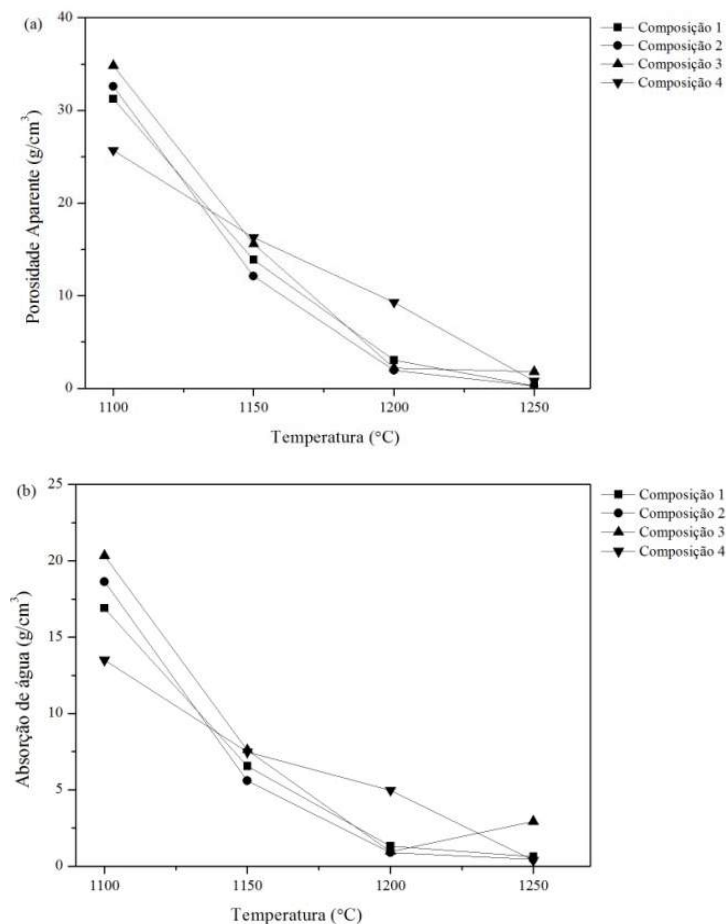 (a)
40
30
20
10
0
Porosidade Aparente (g/cm³)
1100 1150 1200 1250
Temperatura (°C)
Composição 1
Composição 2
Composição 3
Composição 4
(b)
25
20
15
10
5
0
Absorção de água (g/cm³)
1100 1150 1200 1250
Temperatura (°C)
Composição 1
Composição 2
Composição 3
Composição 4